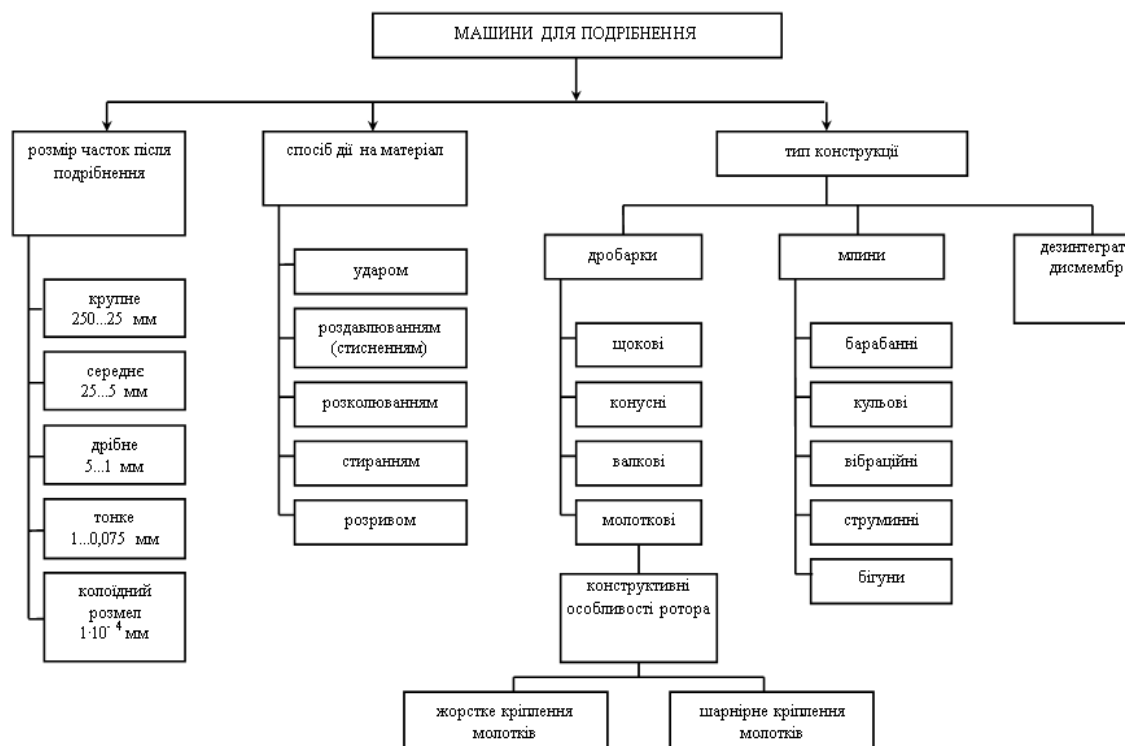 МАШИНИ ДЛЯ ПОДРІБНЕННЯ
розмір часток після
подрібнення
крупне
250...25 мм
середнє
25...5 мм
дрібне
5...1 мм
тонке
1...0,075 мм
колоїдний
розмел
1·10⁻⁴ мм
спосіб дії на матеріал
ударом
роздавлюванням
(стисненням)
розколюванням
стиранням
розривом
тип конструкції
дробарки
щокові
конусні
валкові
молоткові
конструктивні
особливості ротора
жорстке кріплення
молотків
шарнірне кріплення
молотків
млини
барабанні
кульові
вібраційні
струминні
бігуни
дезинтеграт
дисмембр